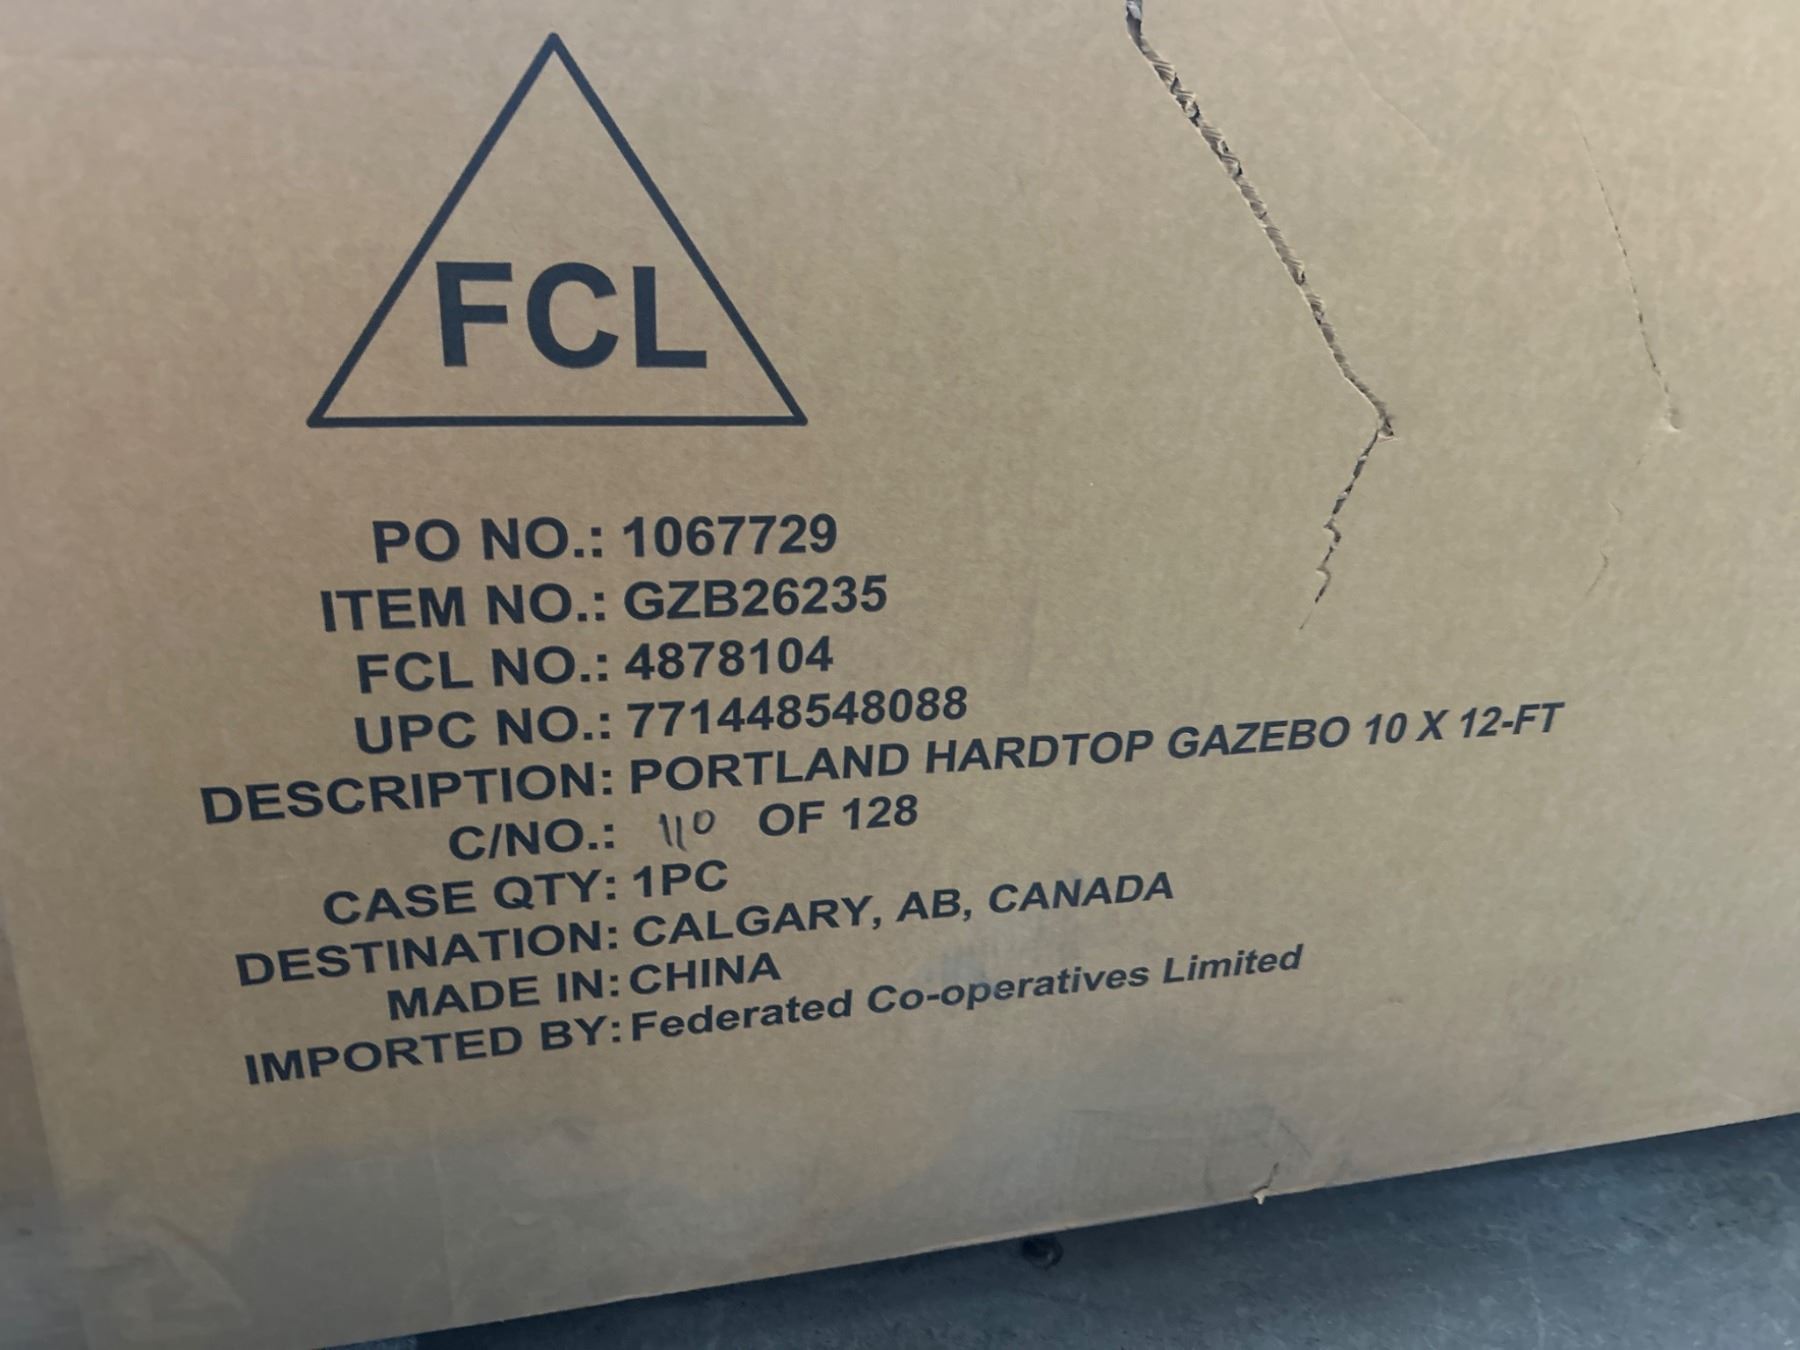 FCL
PO NO.: 1067729
ITEM NO.: GZB26235
FCL NO.: 4878104
UPC NO.: 771448548088
DESCRIPTION: PORTLAND HARDTOP GAZEBO 10 X 12-FT
C/NO.: 110 OF 128
CASE QTY: 1PC
DESTINATION: CALGARY, AB, CANADA
MADE IN: CHINA
IMPORTED BY: Federated Co-operatives Limited